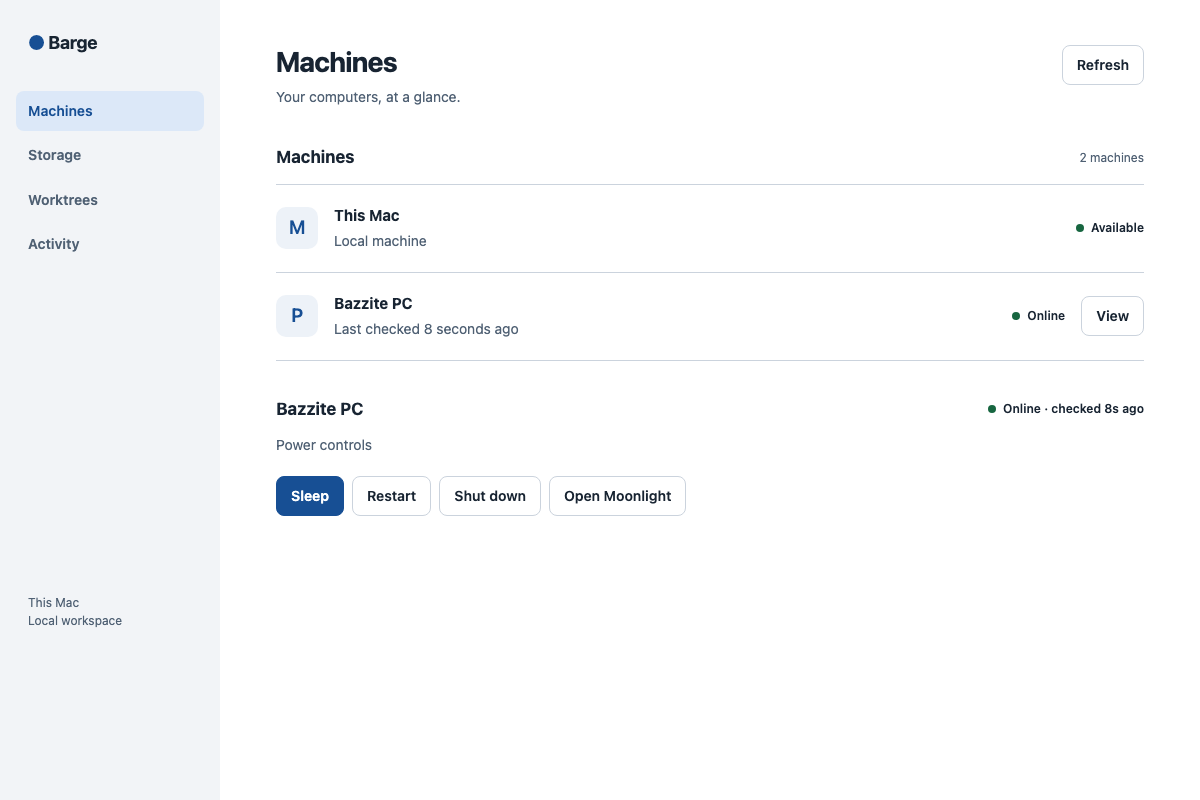 Barge
Machines
Storage
Worktrees
Activity
This Mac
Local workspace
Machines
Your computers, at a glance.
Refresh
Machines
2 machines
M
This Mac
Local machine
Available
P
Bazzite PC
Last checked 8 seconds ago
Online
View
Bazzite PC
Online · checked 8s ago
Power controls
Sleep
Restart
Shut down
Open Moonlight